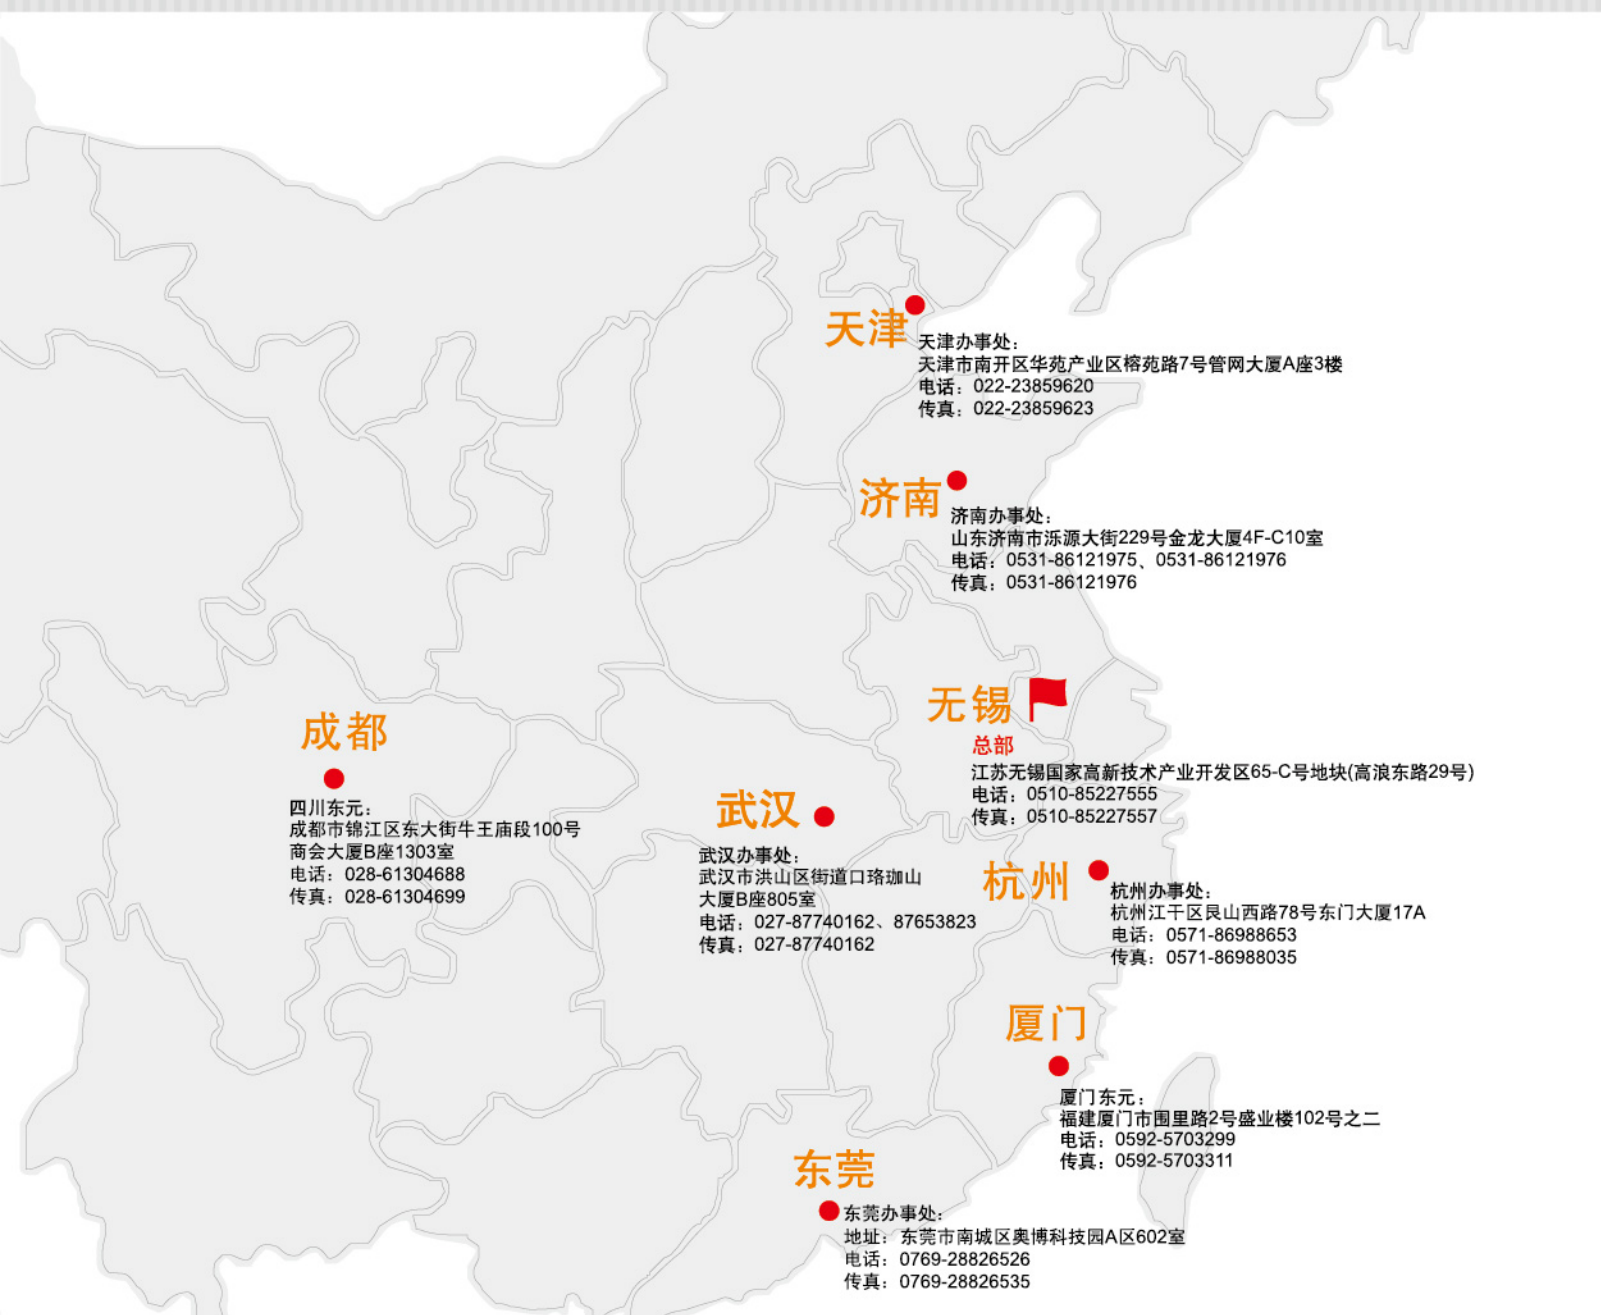 天津
天津办事处：
天津市南开区华苑产业区榕苑路7号管网大厦A座3楼
电话：022-23859620
传真：022-23859623
济南
济南办事处：
山东济南市泺源大街229号金龙大厦4F-C10室
电话：0531-86121975、0531-86121976
传真：0531-86121976
无锡
总部
江苏无锡国家高新技术产业开发区65-C号地块(高浪东路29号)
电话：0510-85227555
传真：0510-85227557
成都
四川东元：
成都市锦江区东大街牛王庙段100号
商会大厦B座1303室
电话：028-61304688
传真：028-61304699
武汉
武汉办事处：
武汉市洪山区街道口珞珈山
大厦B座805室
电话：027-87740162、87653823
传真：027-87740162
杭州
杭州办事处：
杭州江干区艮山西路78号东门大厦17A
电话：0571-86988653
传真：0571-86988035
厦门
厦门东元：
福建厦门市围里路2号盛业楼102号之二
电话：0592-5703299
传真：0592-5703311
东莞
东莞办事处：
地址：东莞市南城区奥博科技园A区602室
电话：0769-28826526
传真：0769-28826535